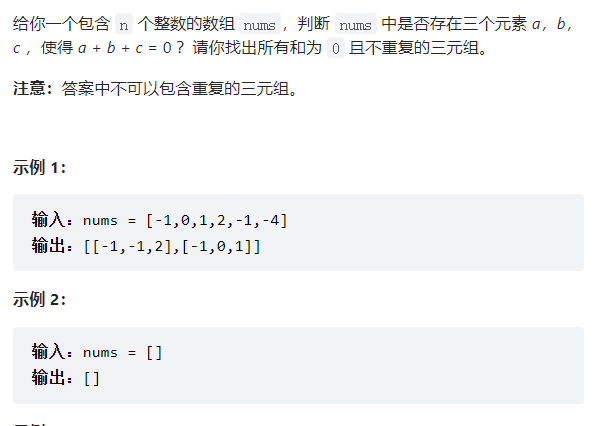 给你一个包含 n 个整数的数组 nums，判断 nums 中是否存在三个元素 a，b，
c ，使得 a + b + c = 0 ？请你找出所有和为 0 且不重复的三元组。
注意：答案中不可以包含重复的三元组。
示例 1：
输入：nums = [-1,0,1,2,-1,-4]
输出：[[-1,-1,2],[-1,0,1]]
示例 2：
输入：nums = []
输出：[]